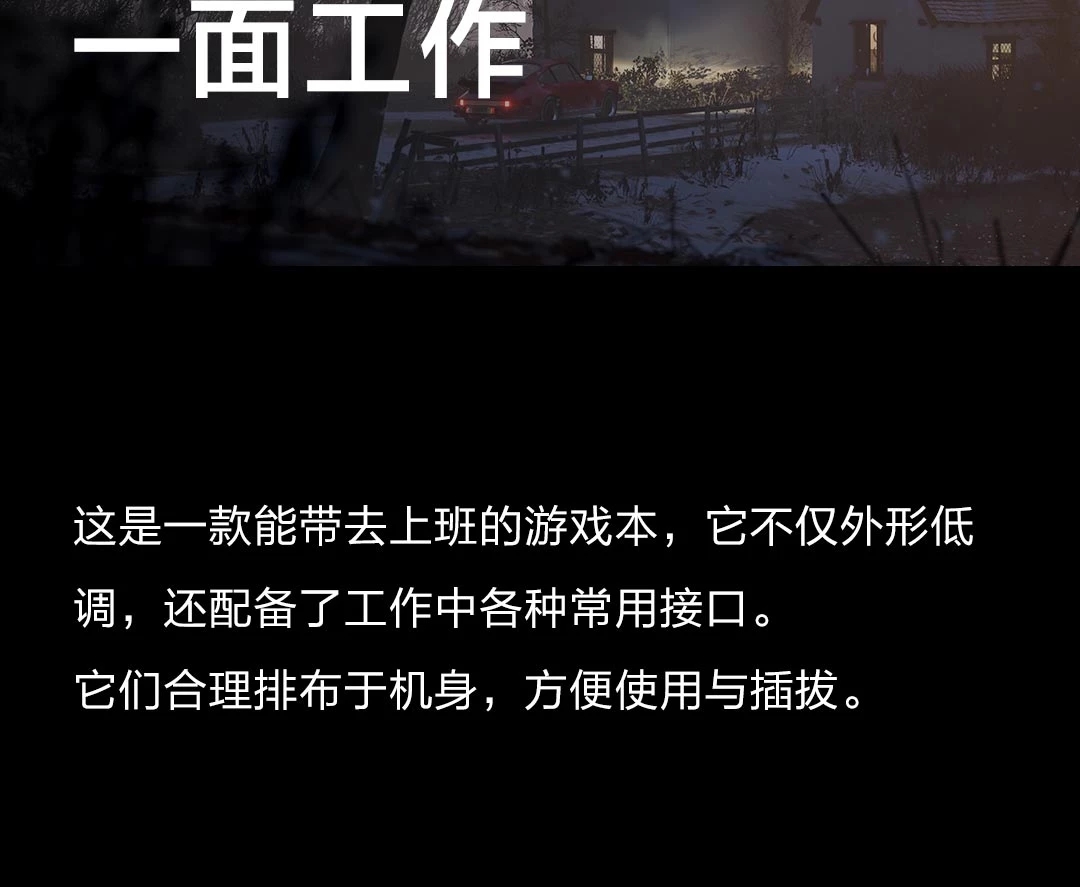 一面工作
这是一款能带去上班的游戏本，它不仅外形低
调，还配备了工作中各种常用接口。
它们合理排布于机身，方便使用与插拔。